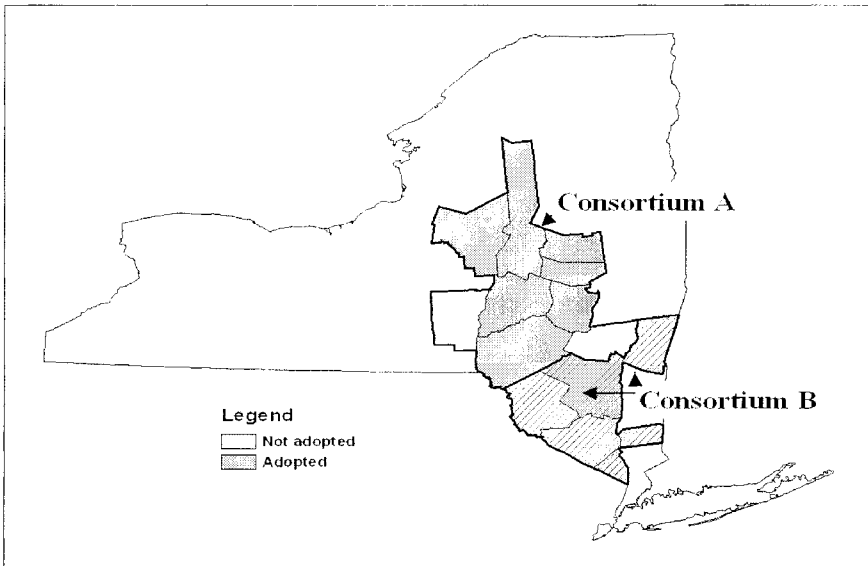 Consortium A
Consortium B
Legend
Not adopted
Adopted